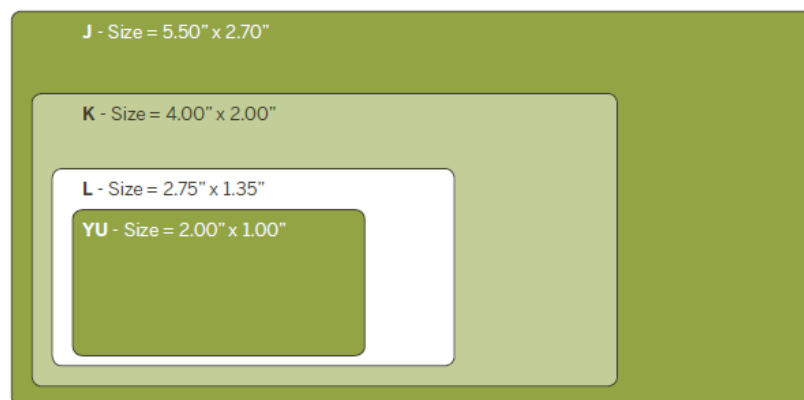 J - Size = 5.50” x 2.70”
K - Size = 4.00” x 2.00”
L - Size = 2.75” x 1.35”
YU - Size = 2.00” x 1.00”